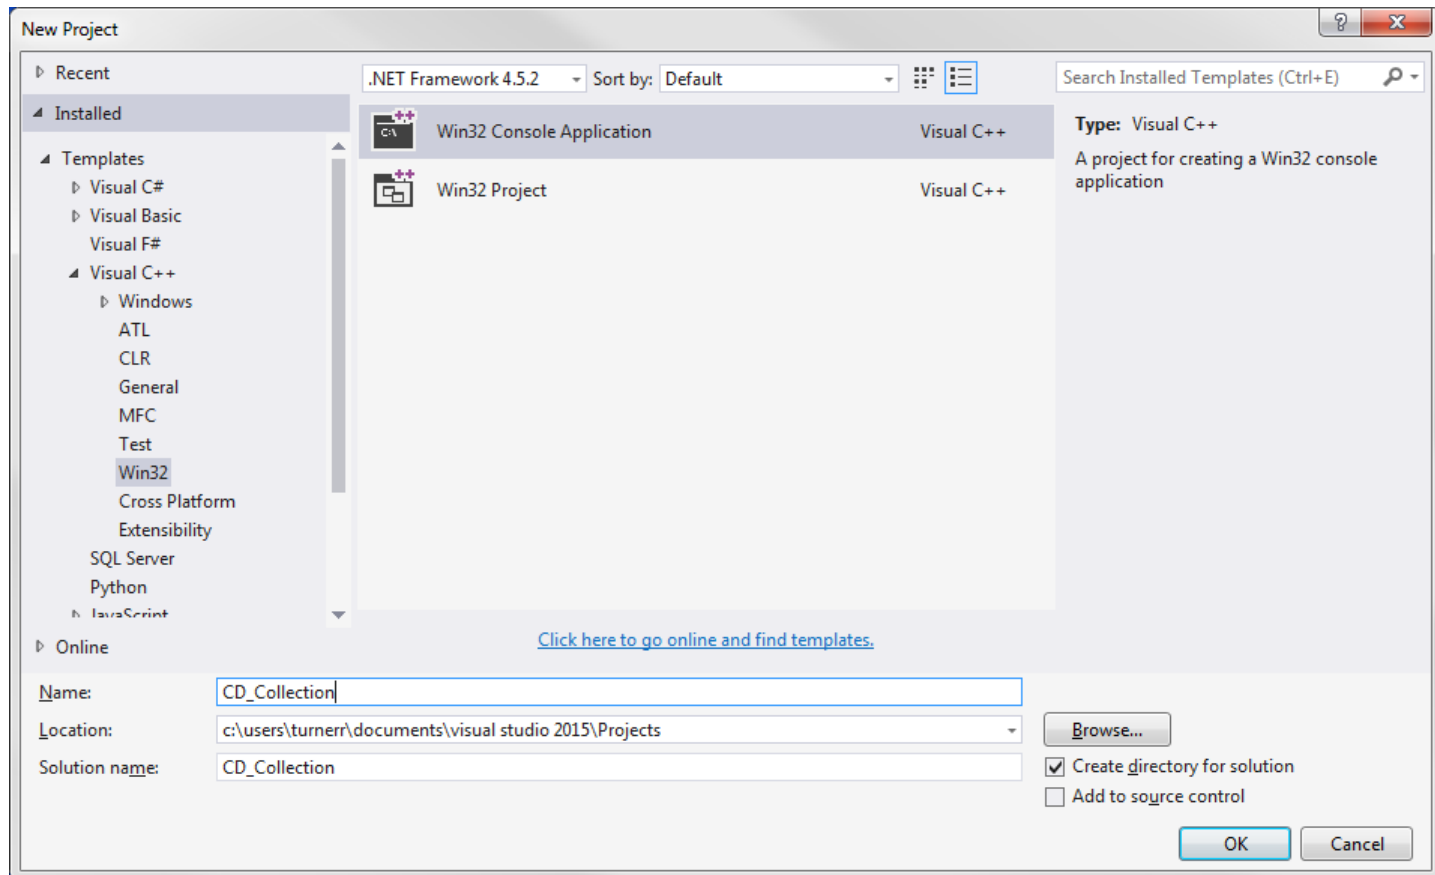 New Project
Recent
.NET Framework 4.5.2 Sort by: Default
Search Installed Templates (Ctrl+E)
Installed
Templates
Visual C#
Visual Basic
Visual F#
Visual C++
Windows
ATL
CLR
General
MFC
Test
Win32
Cross Platform
Extensibility
SQL Server
Python
JavaScript
Online
Win32 Console Application Visual C++
Win32 Project Visual C++
Type: Visual C++
A project for creating a Win32 console
application
Click here to go online and find templates.
Name: CD_Collection
Location: c:\users\turnerr\documents\visual studio 2015\Projects
Browse...
Solution name: CD_Collection
Create directory for solution
Add to source control
OK Cancel